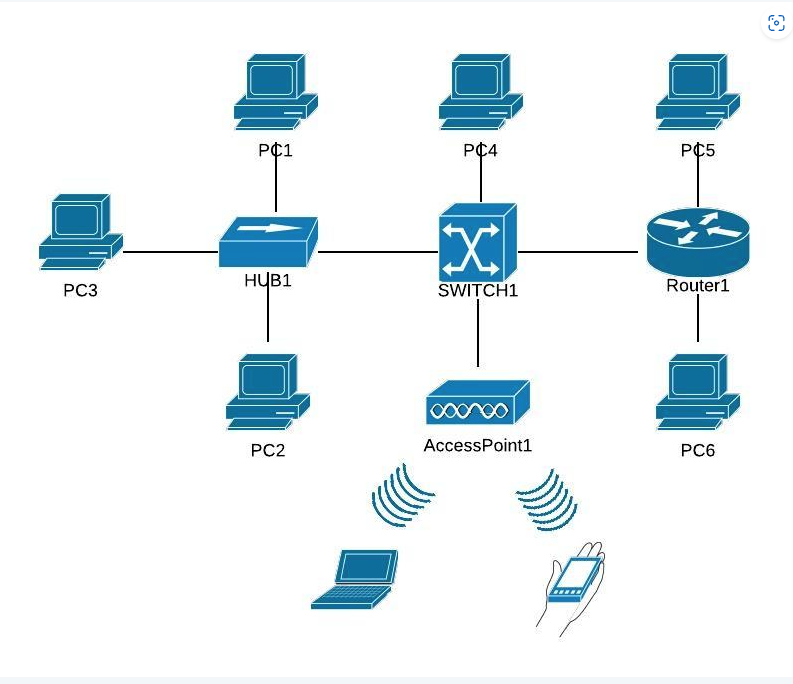 PC1
PC4
PC5
PC3
HUB1
SWITCH1
Router1
PC2
AccessPoint1
PC6